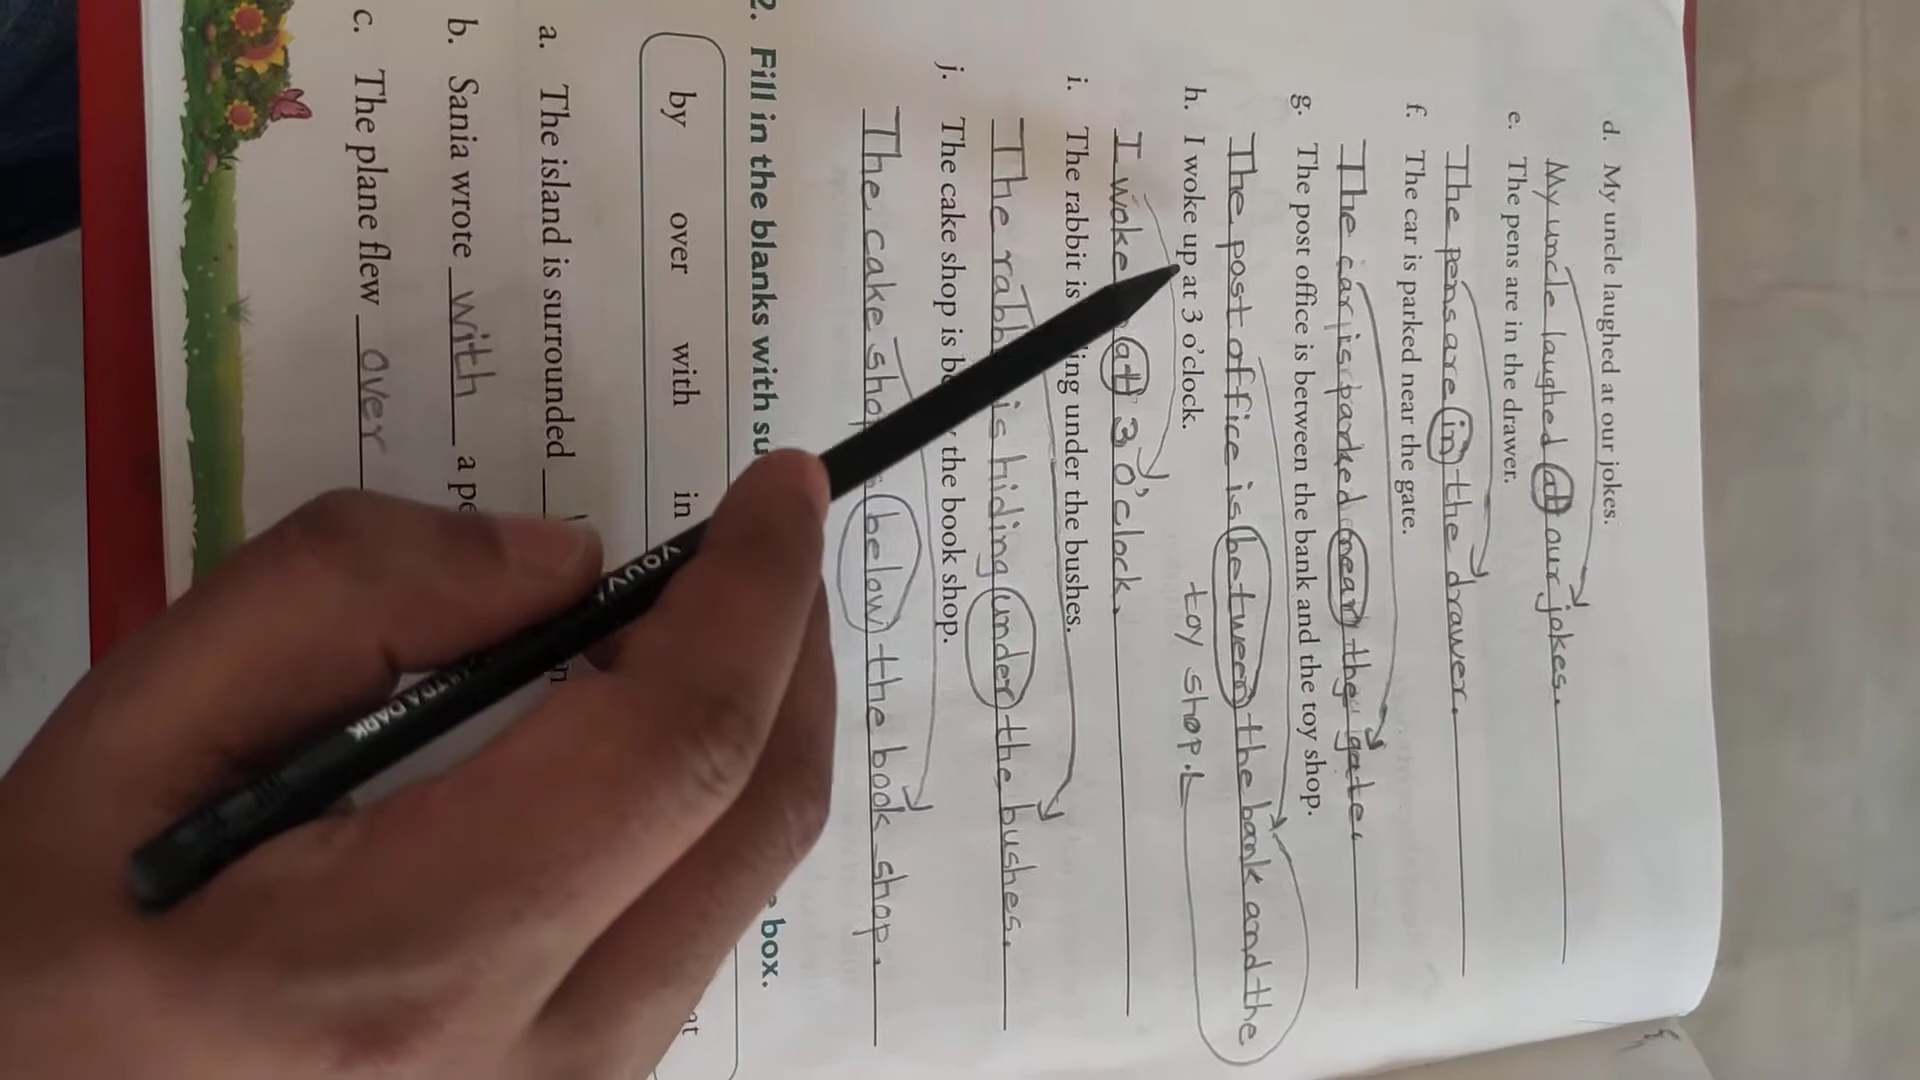 d. My uncle laughed at our jokes.
My uncle laughed at our jokes.
e. The pens are in the drawer.
The pens are in the drawer.
f. The car is parked near the gate.
The car is parked near the gate.
g. The post office is between the bank and the toy shop.
The post office is between the bank and the
toy shop.
h. I woke up at 3 o'clock.
I woke at 3 o'clock.
i. The rabbit is under the bushes.
The is hiding under the bushes.
j. The cake shop is the book shop.
The cake shop below the book shop.
2. Fill in the blanks with box.
by over with in at
a. The island is surrounded
b. Sania wrote with a
c. The plane flew over
YOUVA
DARK